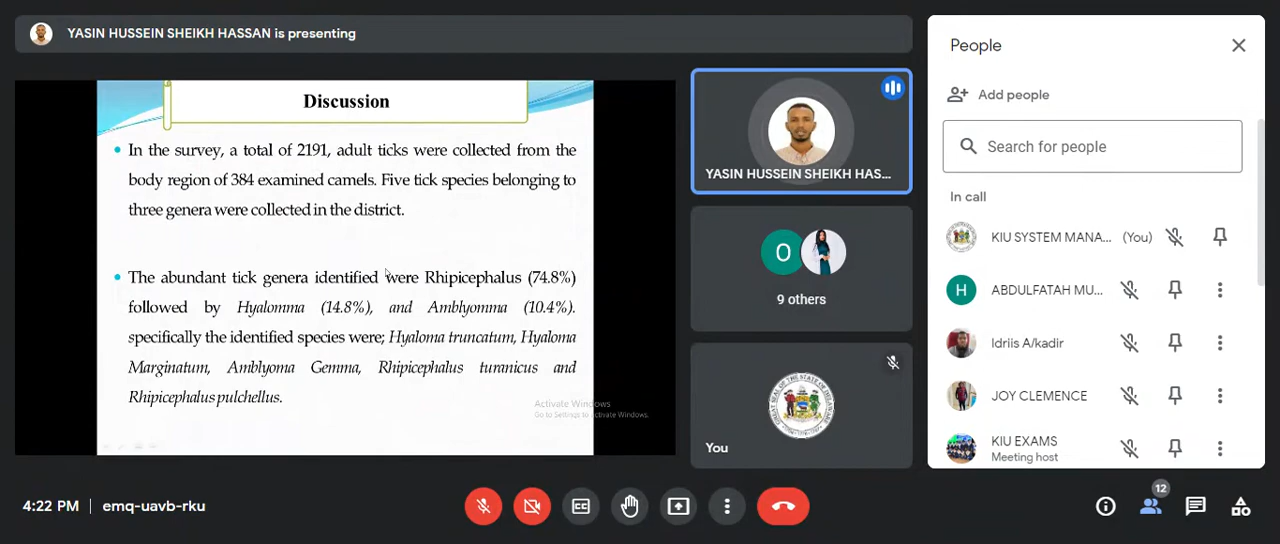 YASIN HUSSEIN SHEIKH HASSAN is presenting
Discussion
• In the survey, a total of 2191, adult ticks were collected from the
body region of 384 examined camels. Five tick species belonging to
three genera were collected in the district.
• The abundant tick genera identified were Rhipicephalus (74.8%)
followed by Hyalomma (14.8%), and Amblyomma (10.4%).
specifically the identified species were; Hyaloma truncatum, Hyaloma
Marginatum, Amblyoma Gemma, Rhipicephalus turanicus and
Rhipicephalus pulchellus.
Activate Windows
Go to Settings to activate Windows.
YASIN HUSSEIN SHEIKH HAS...
O
9 others
You
People
Add people
Search for people
In call
KIU SYSTEM MANA... (You)
H ABDULFATAH MU...
Idriis A/kadir
JOY CLEMENCE
KIU EXAMS
Meeting host
4:22 PM | emq-uavb-rku
CC
12